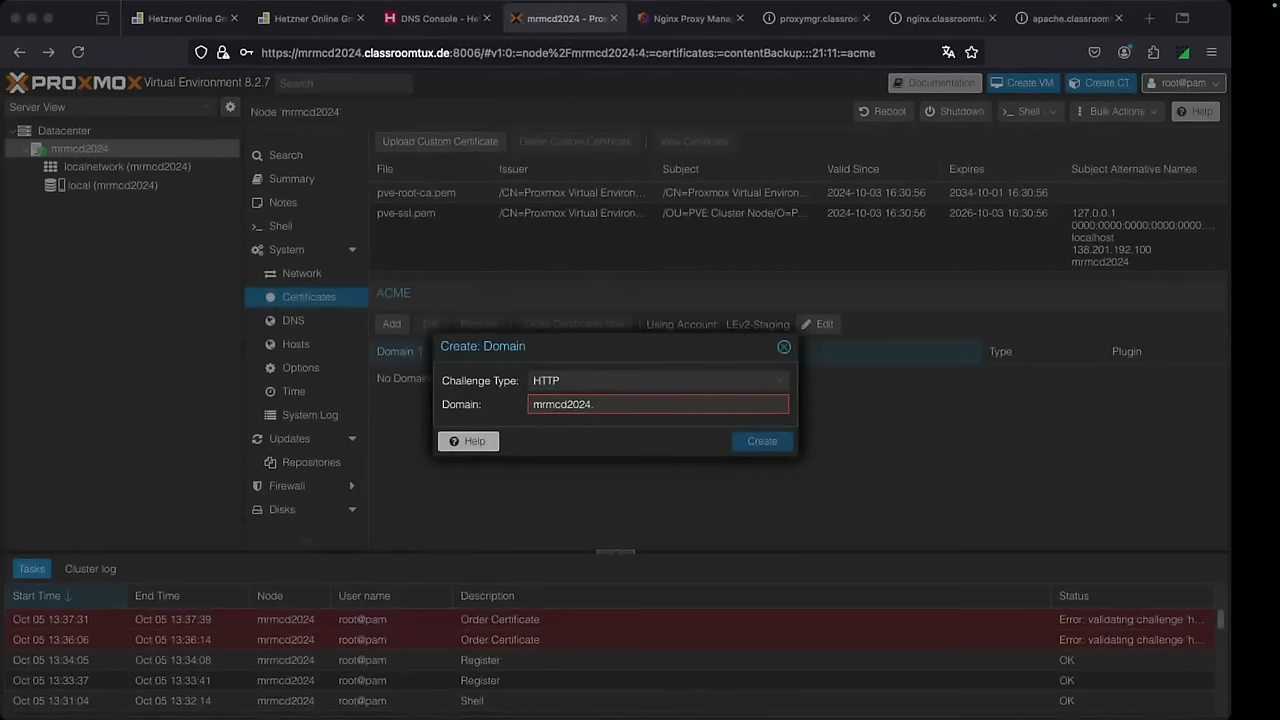 Hetzner Online G
Hetzner Online G
DNS Console - He
mrmcd2024 - Pro
Nginx Proxy Mana
proxymgr.classroo
nginx.classroomtu
apache.classroom
https://mrmcd2024.classroomtux.de:8006/#v1:0:=node%2Fmrmcd2024:4:=certificates:=contentBackup:::21:11:=acme
PROXMOX Virtual Environment 8.2.7 Search
Documentation Create VM Create CT root@pam
Server View Node 'mrmcd2024' Reboot Shutdown >_ Shell Bulk Actions Help
Datacenter
mrmcd2024
localnetwork (mrmcd2024)
local (mrmcd2024)
Search
Summary
Notes
>_ Shell
System
Network
Certificates
DNS
Hosts
Options
Time
System Log
Updates
Repositories
Firewall
Disks
Upload Custom Certificate Delete Custom Certificate View Certificate
File Issuer Subject Valid Since Expires Subject Alternative Names
pve-root-ca.pem /CN=Proxmox Virtual Environ... /CN=Proxmox Virtual Environ... 2024-10-03 16:30:56 2034-10-01 16:30:56
pve-ssl.pem /CN=Proxmox Virtual Environ... /OU=PVE Cluster Node/O=P... 2024-10-03 16:30:56 2026-10-03 16:30:56 127.0.0.1
0000:0000:0000:0000:0000:...
localhost
138.201.192.100
mrmcd2024
ACME
Add Edit Remove Order Certificates Now Using Account: LEv2-Staging Edit
Domain ↑ Type Plugin
No Domain
Create: Domain
Challenge Type: HTTP
Domain: mrmcd2024.
Help Create
Tasks Cluster log
Start Time ↓ End Time Node User name Description Status
Oct 05 13:37:31 Oct 05 13:37:39 mrmcd2024 root@pam Order Certificate Error: validating challenge 'h...
Oct 05 13:36:06 Oct 05 13:36:14 mrmcd2024 root@pam Order Certificate Error: validating challenge 'h...
Oct 05 13:34:05 Oct 05 13:34:08 mrmcd2024 root@pam Register OK
Oct 05 13:33:37 Oct 05 13:33:41 mrmcd2024 root@pam Register OK
Oct 05 13:31:04 Oct 05 13:32:14 mrmcd2024 root@pam Shell OK